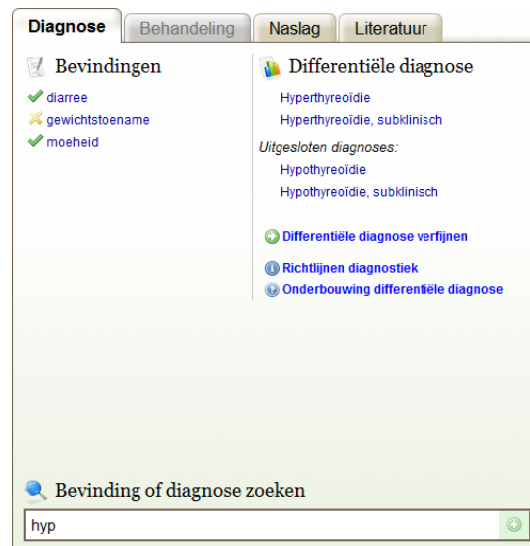 Diagnose Behandeling Naslag Literatuur
Bevindingen
diarree
gewichtstoename
moeheid
Differentiële diagnose
Hyperthyreoïdie
Hyperthyreoïdie, subklinisch
Uitgesloten diagnoses:
Hypothyreoïdie
Hypothyreoïdie, subklinisch
Differentiële diagnose verfijnen
Richtlijnen diagnostiek
Onderbouwing differentiële diagnose
Bevinding of diagnose zoeken
hyp